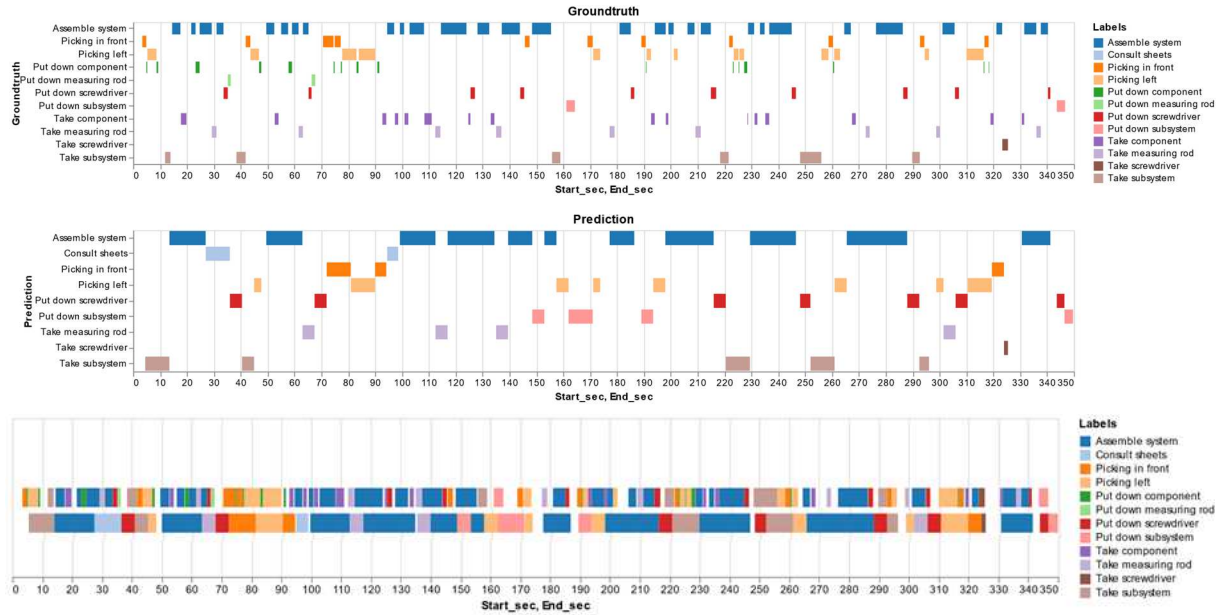 Groundtruth
Labels
Assemble system
Consult sheets
Picking in front
Picking left
Put down component
Put down measuring rod
Put down screwdriver
Put down subsystem
Take component
Take measuring rod
Take screwdriver
Take subsystem
Groundtruth
Assemble system
Picking in front
Picking left
Put down component
Put down measuring rod
Put down screwdriver
Put down subsystem
Take component
Take measuring rod
Take screwdriver
Take subsystem
0 10 20 30 40 50 60 70 80 90 100 110 120 130 140 150 160 170 180 190 200 210 220 230 240 250 260 270 280 290 300 310 320 330 340 350
Start_sec, End_sec
Prediction
Prediction
Assemble system
Consult sheets
Picking in front
Picking left
Put down screwdriver
Put down subsystem
Take measuring rod
Take screwdriver
Take subsystem
0 10 20 30 40 50 60 70 80 90 100 110 120 130 140 150 160 170 180 190 200 210 220 230 240 250 260 270 280 290 300 310 320 330 340 350
Start_sec, End_sec
Labels
Assemble system
Consult sheets
Picking in front
Picking left
Put down component
Put down measuring rod
Put down screwdriver
Put down subsystem
Take component
Take measuring rod
Take screwdriver
Take subsystem
0 10 20 30 40 50 60 70 80 90 100 110 120 130 140 150 160 170 180 190 200 210 220 230 240 250 260 270 280 290 300 310 320 330 340 350
Start_sec, End_sec